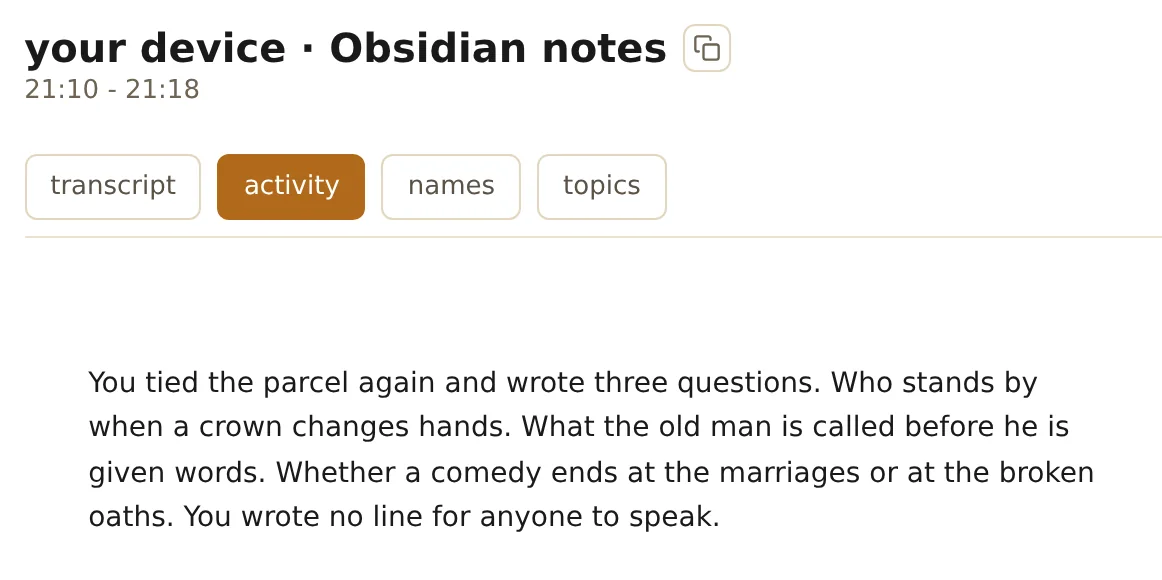 your device · Obsidian notes
21:10 - 21:18
transcript
activity
names
topics
You tied the parcel again and wrote three questions. Who stands by
when a crown changes hands. What the old man is called before he is
given words. Whether a comedy ends at the marriages or at the broken
oaths. You wrote no line for anyone to speak.